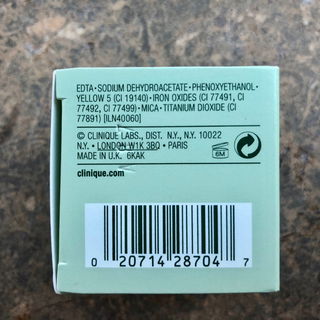 EDTA • SODIUM DEHYDROACETATE • PHENOXYETHANOL •
YELLOW 5 (CI 19140) • IRON OXIDES (CI 77491, CI
77492, CI 77499) • MICA • TITANIUM DIOXIDE (CI
77891) [ILN40060]
© CLINIQUE LABS., DIST. N.Y., N.Y. 10022
N.Y. • LONDON W1K 3BQ • PARIS
MADE IN U.K. 6KAK
6M
clinique.com
0 20714 28704 7